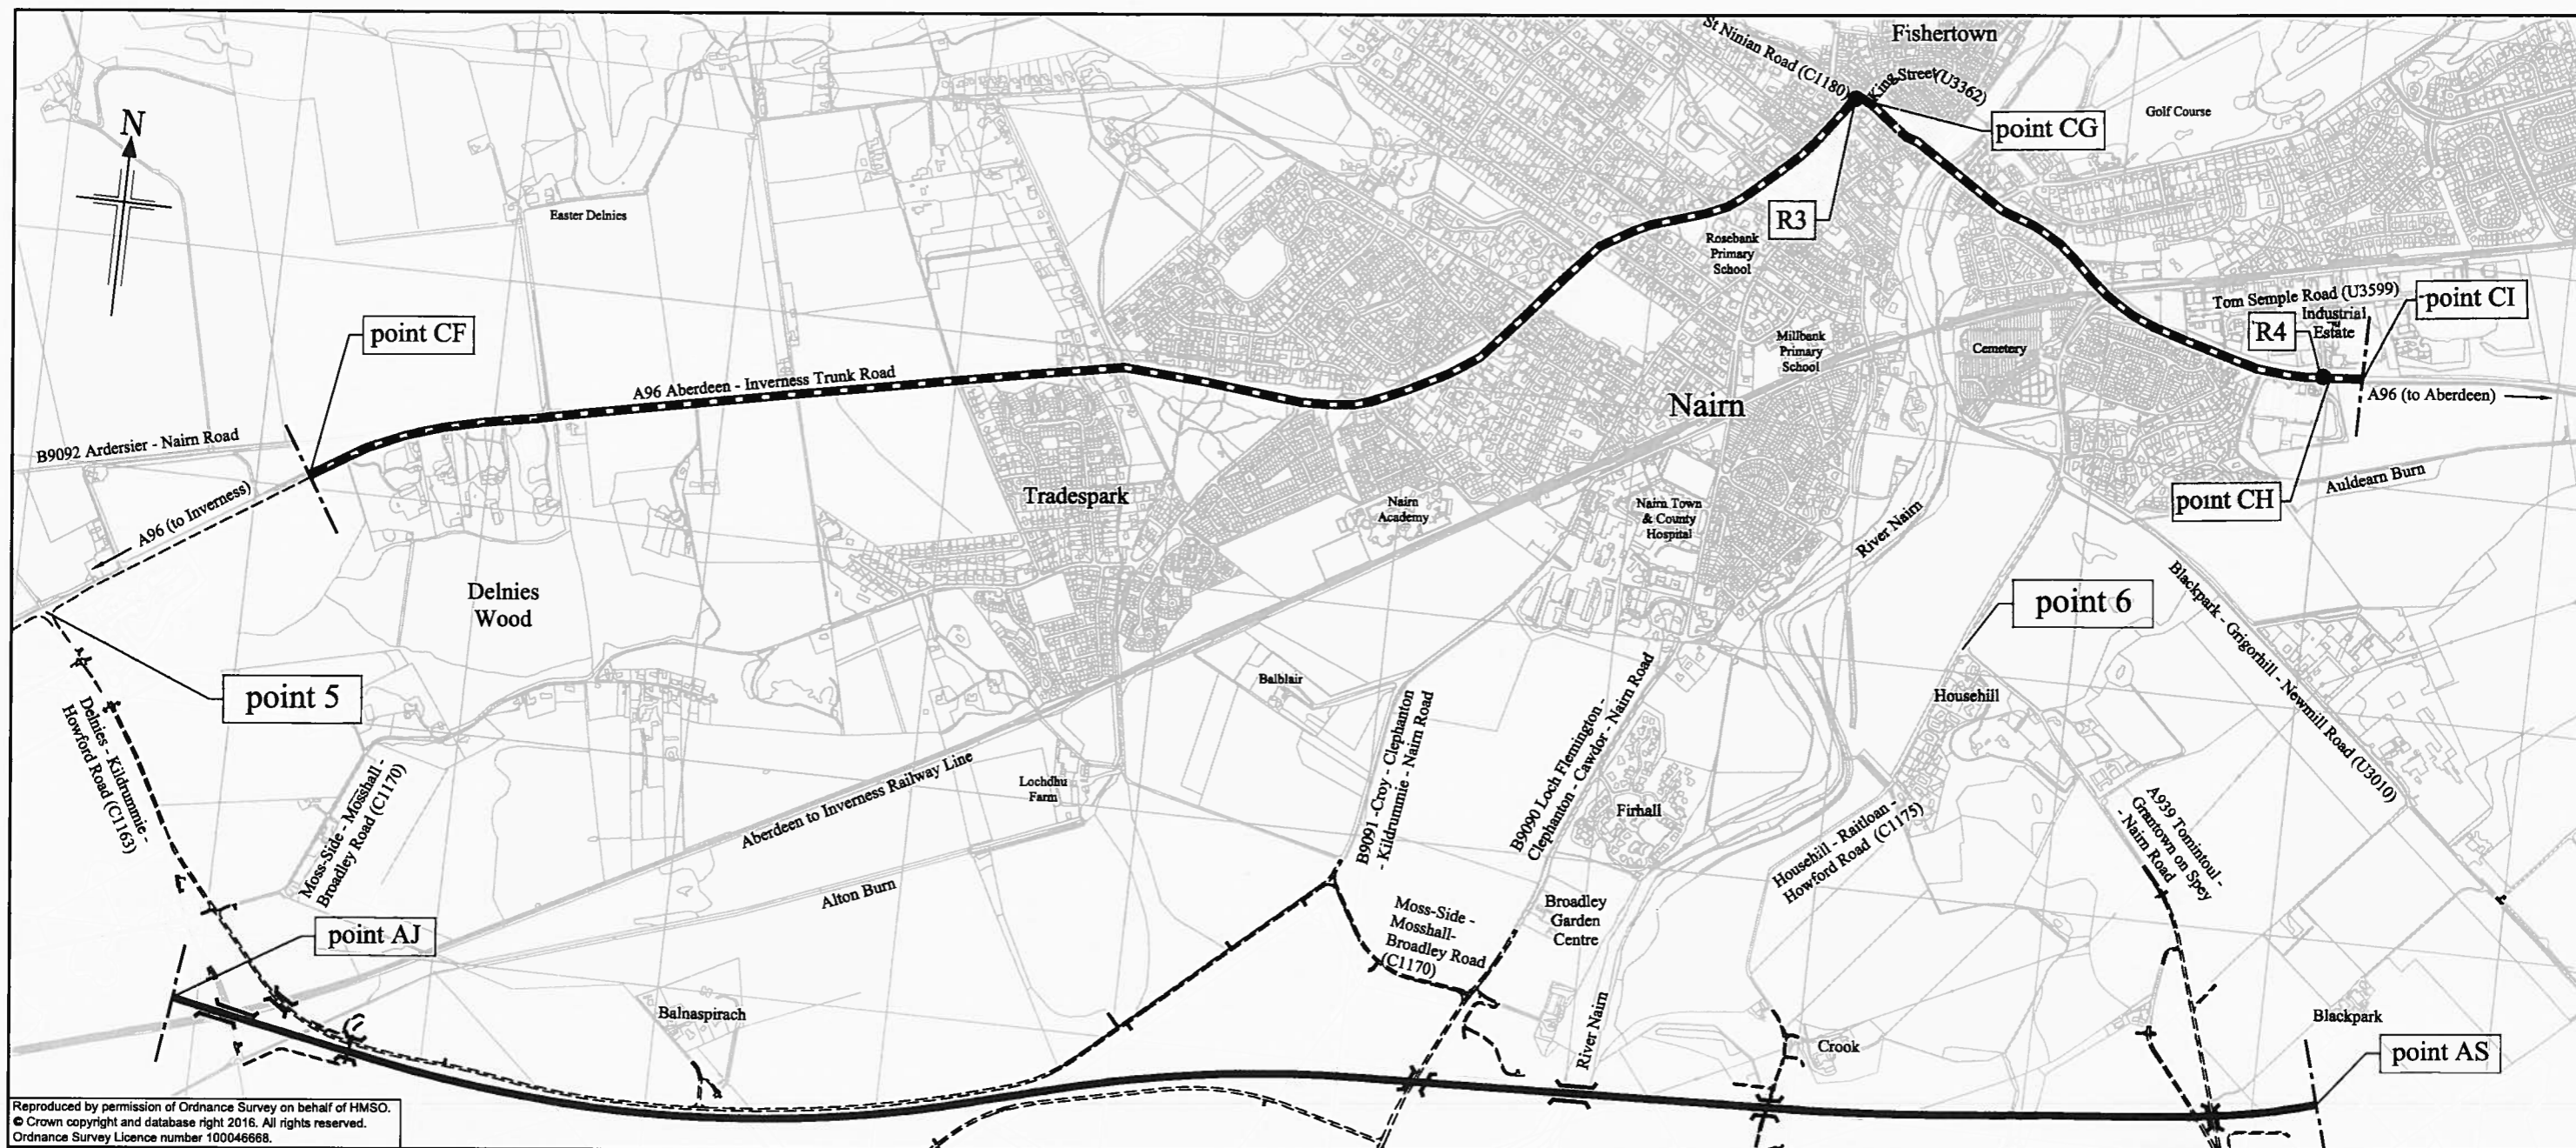 Fishertown
St Ninian Road (C1180)
King Street (U3362)
N
point CG
Golf Course
Easter Delnies
R3
Rosebank
Primary
School
Tom Semple Road (U3599)
Industrial
Estate
R4
point CI
point CF
Millbank
Primary
School
Cemetery
A96 Aberdeen - Inverness Trunk Road
Nairn
A96 (to Aberdeen)
B9092 Ardersier - Nairn Road
A96 (to Inverness)
Tradespark
Nairn
Academy
Nairn Town
& County
Hospital
River Nairn
point CH
Auldearn Burn
Delnies
Wood
point 6
Blackpark - Grigorhill - Newmill Road (U3010)
point 5
Balblair
Househill
Delnies - Kildrummie -
Howford Road (C1163)
Moss-Side - Mosshall -
Broadley Road (C1170)
Aberdeen to Inverness Railway Line
Lochdhu
Farm
B9091 -Croy - Clephanton
- Kildrummie - Nairn Road
B9090 Loch Flemington -
Clephanton - Cawdor - Nairn Road
Firhall
Househill - Raitloan -
Howford Road (C1175)
A939 Tomintoul -
Grantown on Spey
- Nairn Road
Alton Burn
Moss-Side -
Mosshall-
Broadley Road
(C1170)
Broadley
Garden
Centre
point AJ
Balnaspirach
River Nairn
Crook
Blackpark
point AS
Reproduced by permission of Ordnance Survey on behalf of HMSO.
© Crown copyright and database right 2016. All rights reserved.
Ordnance Survey Licence number 100046668.